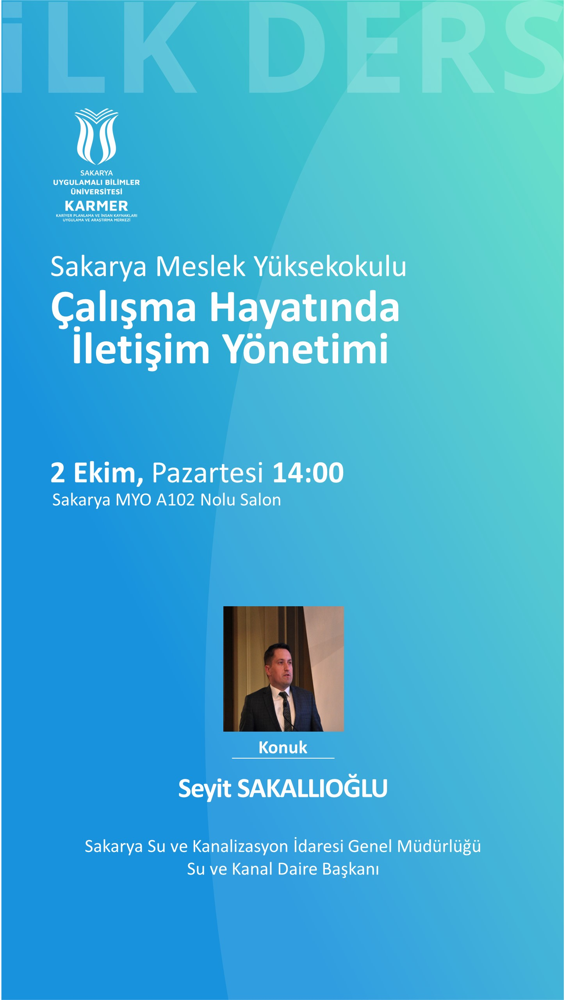 iLK DERS
SAKARYA
UYGULAMALI BİLİMLER
ÜNİVERSİTESİ
KARMER
KARİYER PLANLAMA VE İNSAN KAYNAKLARI
UYGULAMA VE ARAŞTIRMA MERKEZİ
Sakarya Meslek Yüksekokulu
Çalışma Hayatında
İletişim Yönetimi
2 Ekim, Pazartesi 14:00
Sakarya MYO A102 Nolu Salon
Konuk
Seyit SAKALLIOĞLU
Sakarya Su ve Kanalizasyon İdaresi Genel Müdürlüğü
Su ve Kanal Daire Başkanı